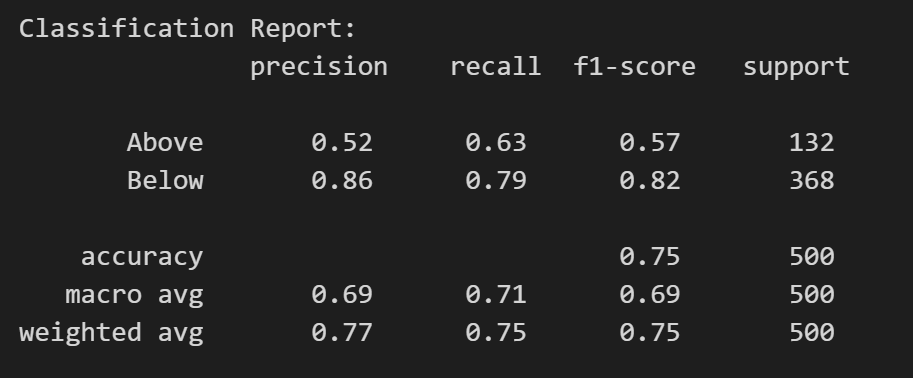 Classification Report:
precision recall f1-score support
Above 0.52 0.63 0.57 132
Below 0.86 0.79 0.82 368
accuracy 0.75 500
macro avg 0.69 0.71 0.69 500
weighted avg 0.77 0.75 0.75 500